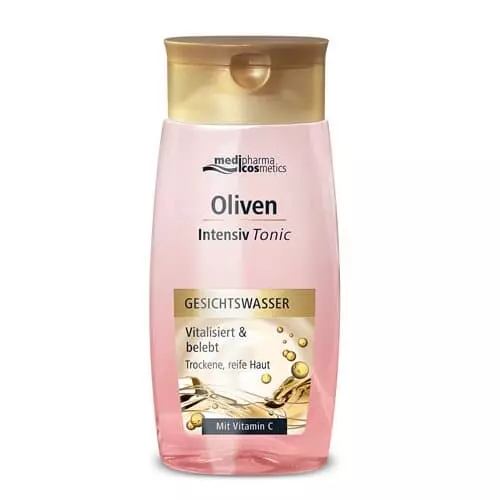 medipharma
cosmetics
Oliven
Intensiv Tonic
GESICHTSWASSER
Vitalisiert &
belebt
Trockene, reife Haut
Mit Vitamin C